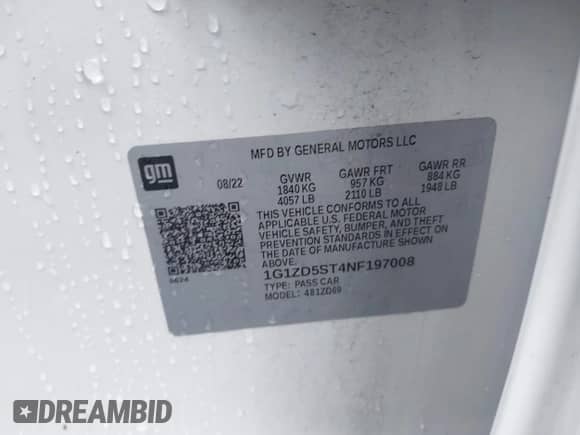 MFD BY GENERAL MOTORS LLC
gm
08/22 GVWR GAWR FRT GAWR RR
1840 KG 957 KG 884 KG
4057 LB 2110 LB 1948 LB
THIS VEHICLE CONFORMS TO ALL
APPLICABLE U.S. FEDERAL MOTOR
VEHICLE SAFETY, BUMPER, AND THEFT
PREVENTION STANDARDS IN EFFECT
ON THE DATE OF MANUFACTURE SHOWN
ABOVE.
1G1ZD5ST4NF197008
TYPE: PASS CAR
MODEL: 481ZD69
DREAMBID